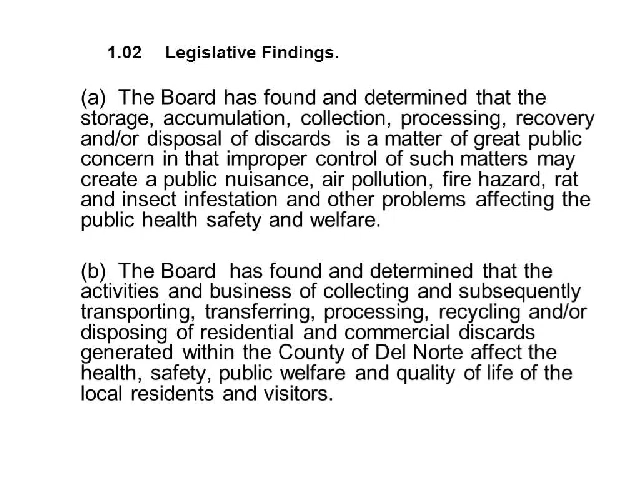 1.02 Legislative Findings.
(a) The Board has found and determined that the
storage, accumulation, collection, processing, recovery
and/or disposal of discards is a matter of great public
concern in that improper control of such matters may
create a public nuisance, air pollution, fire hazard, rat
and insect infestation and other problems affecting the
public health safety and welfare.
(b) The Board has found and determined that the
activities and business of collecting and subsequently
transporting, transferring, processing, recycling and/or
disposing of residential and commercial discards
generated within the County of Del Norte affect the
health, safety, public welfare and quality of life of the
local residents and visitors.